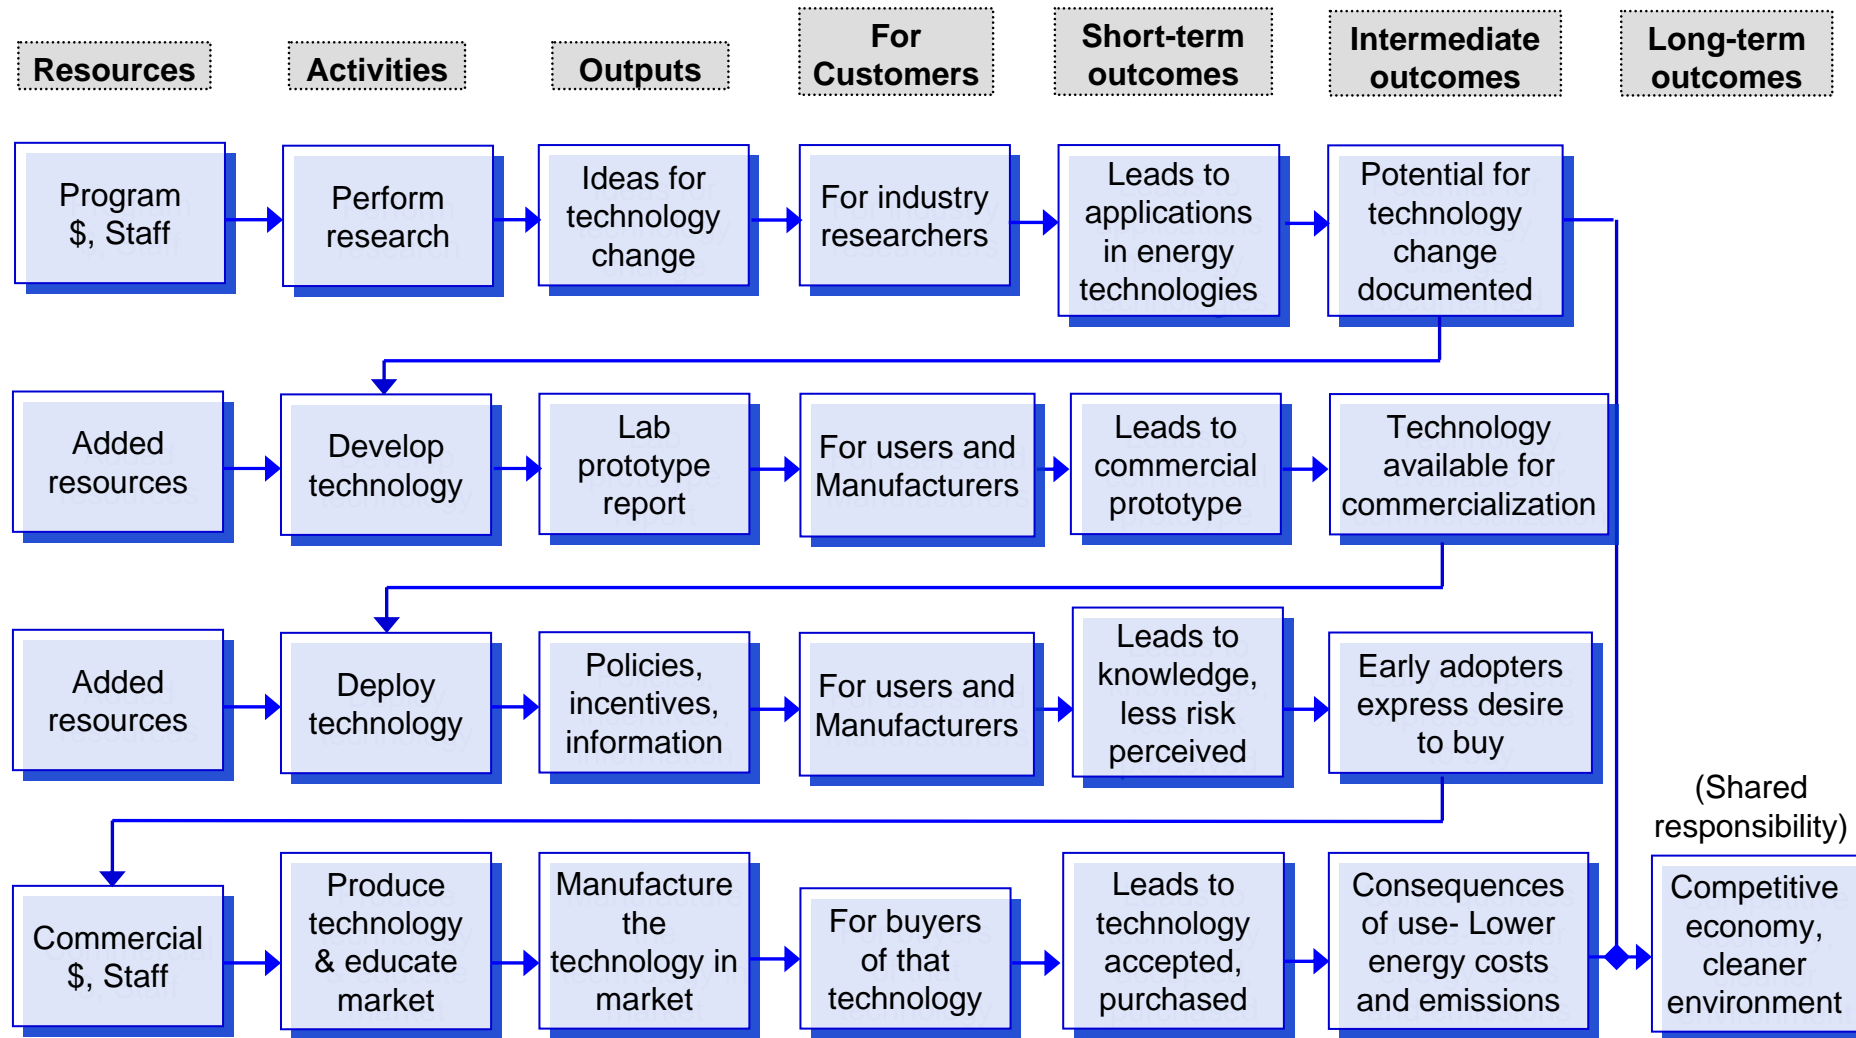 Resources
Activities
Outputs
For
Customers
Short-term
outcomes
Intermediate
outcomes
Long-term
outcomes
Program
$, Staff
Perform
research
Ideas for
technology
change
For industry
researchers
Leads to
applications
in energy
technologies
Potential for
technology
change
documented
Added
resources
Develop
technology
Lab
prototype
report
For users and
Manufacturers
Leads to
commercial
prototype
Technology
available for
commercialization
Added
resources
Deploy
technology
Policies,
incentives,
information
For users and
Manufacturers
Leads to
knowledge,
less risk
perceived
Early adopters
express desire
to buy
(Shared
responsibility)
Commercial
$, Staff
Produce
technology
& educate
market
Manufacture
the
technology in
market
For buyers
of that
technology
Leads to
technology
accepted,
purchased
Consequences
of use- Lower
energy costs
and emissions
Competitive
economy,
cleaner
environment